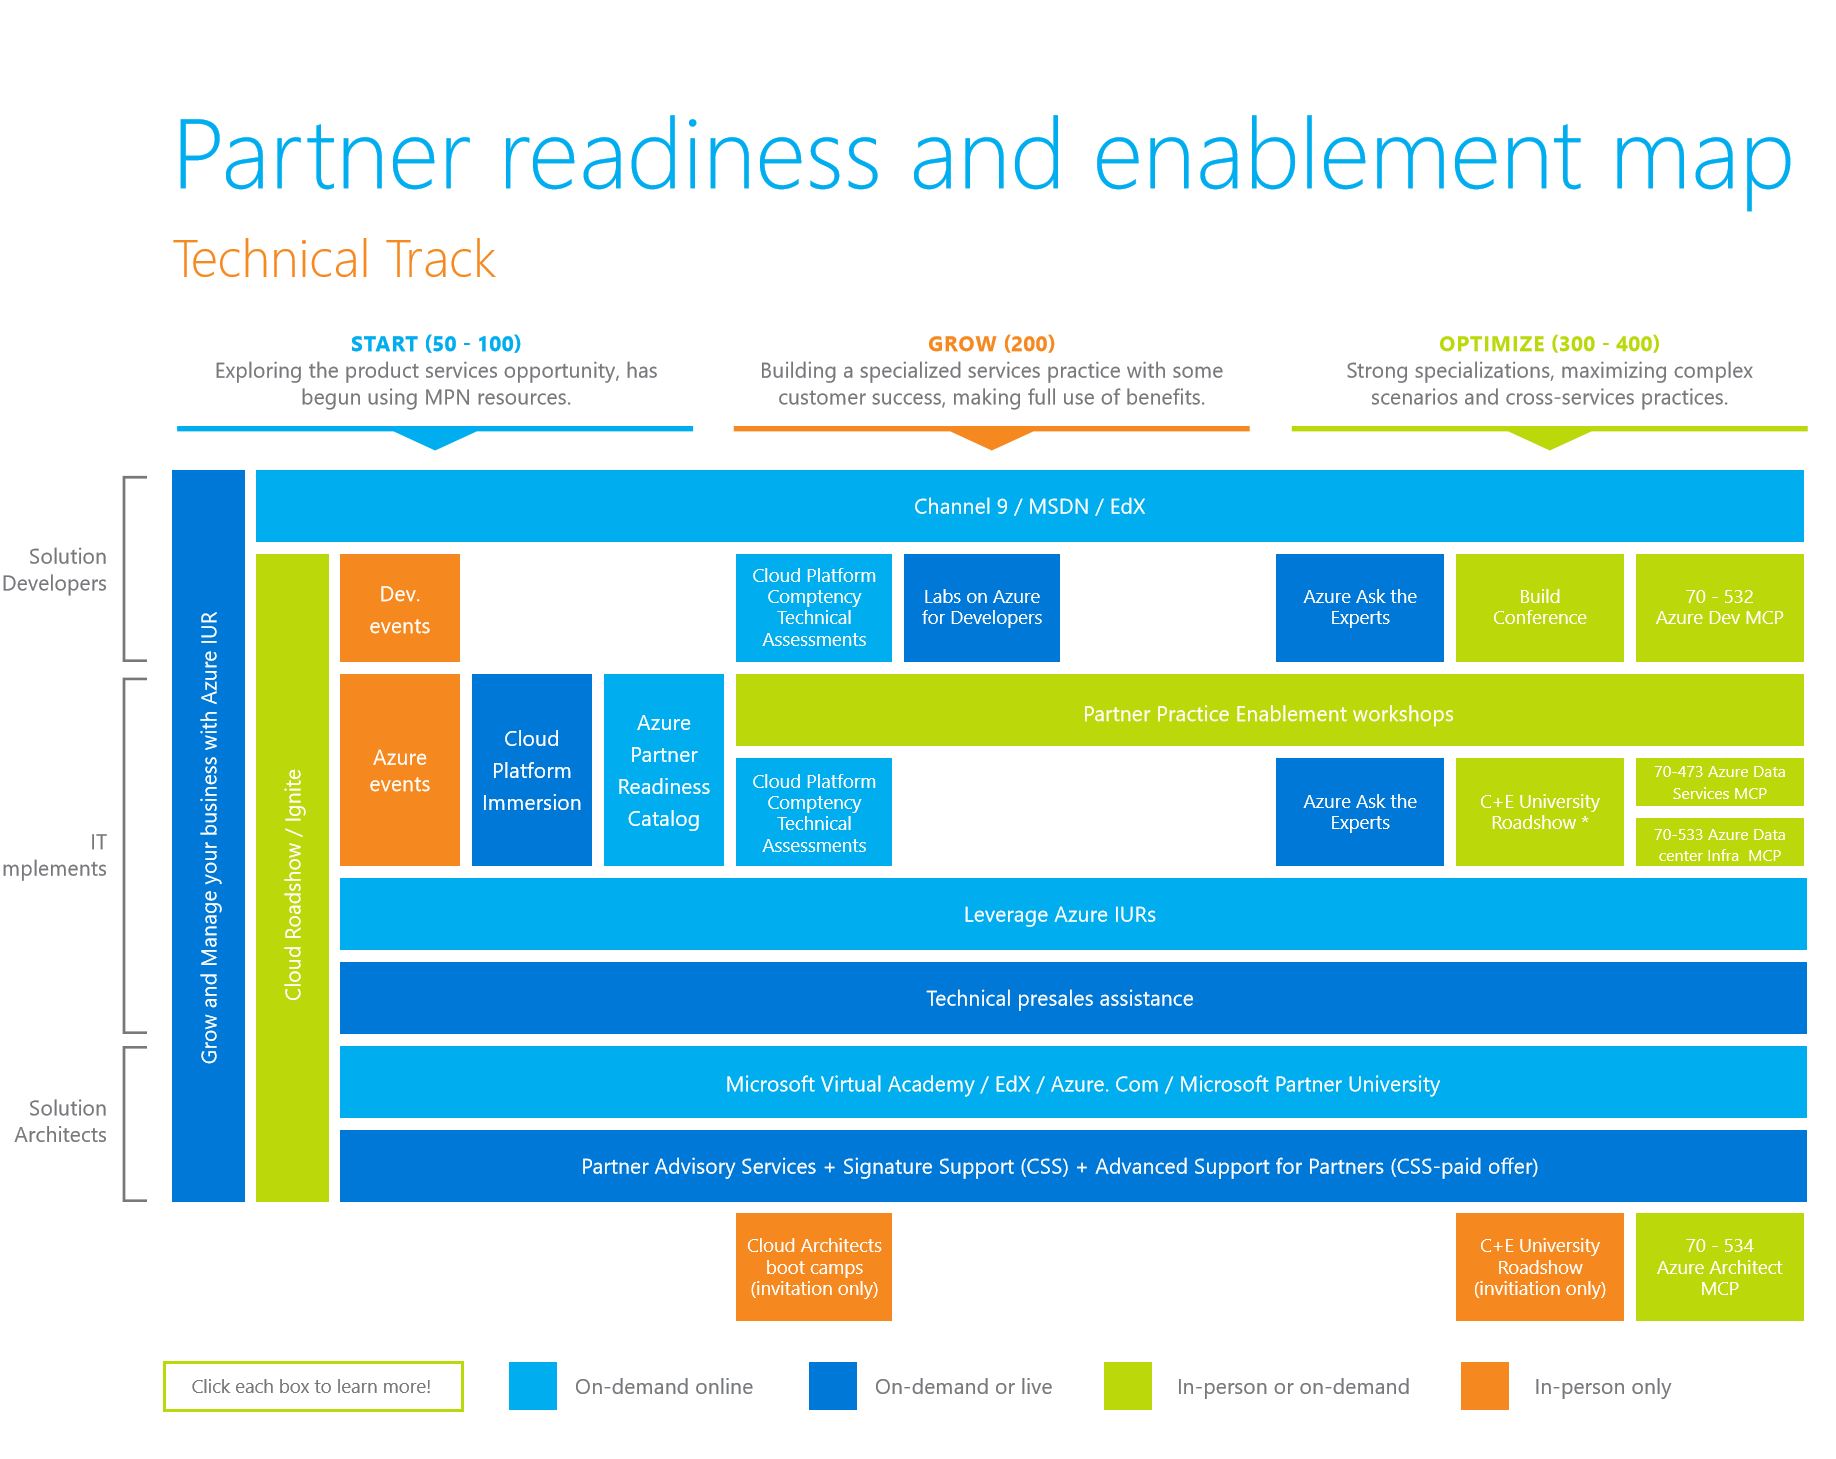 Partner readiness and enablement map
Technical Track
START (50 - 100)
Exploring the product services opportunity, has
begun using MPN resources.
GROW (200)
Building a specialized services practice with some
customer success, making full use of benefits.
OPTIMIZE (300 - 400)
Strong specializations, maximizing complex
scenarios and cross-services practices.
Solution
Developers
IT
mplements
Solution
Architects
Grow and Manage your business with Azure IUR
Cloud Roadshow / Ignite
Channel 9 / MSDN / EdX
Dev.
events
Cloud Platform
Comptency
Technical
Assessments
Labs on Azure
for Developers
Azure Ask the
Experts
Build
Conference
70 - 532
Azure Dev MCP
Azure
events
Cloud
Platform
Immersion
Azure
Partner
Readiness
Catalog
Partner Practice Enablement workshops
Cloud Platform
Comptency
Technical
Assessments
Azure Ask the
Experts
C+E University
Roadshow *
70-473 Azure Data
Services MCP
70-533 Azure Data
center Infra MCP
Leverage Azure IURs
Technical presales assistance
Microsoft Virtual Academy / EdX / Azure. Com / Microsoft Partner University
Partner Advisory Services + Signature Support (CSS) + Advanced Support for Partners (CSS-paid offer)
Cloud Architects
boot camps
(invitation only)
C+E University
Roadshow
(invitiation only)
70 - 534
Azure Architect
MCP
Click each box to learn more!
On-demand online
On-demand or live
In-person or on-demand
In-person only